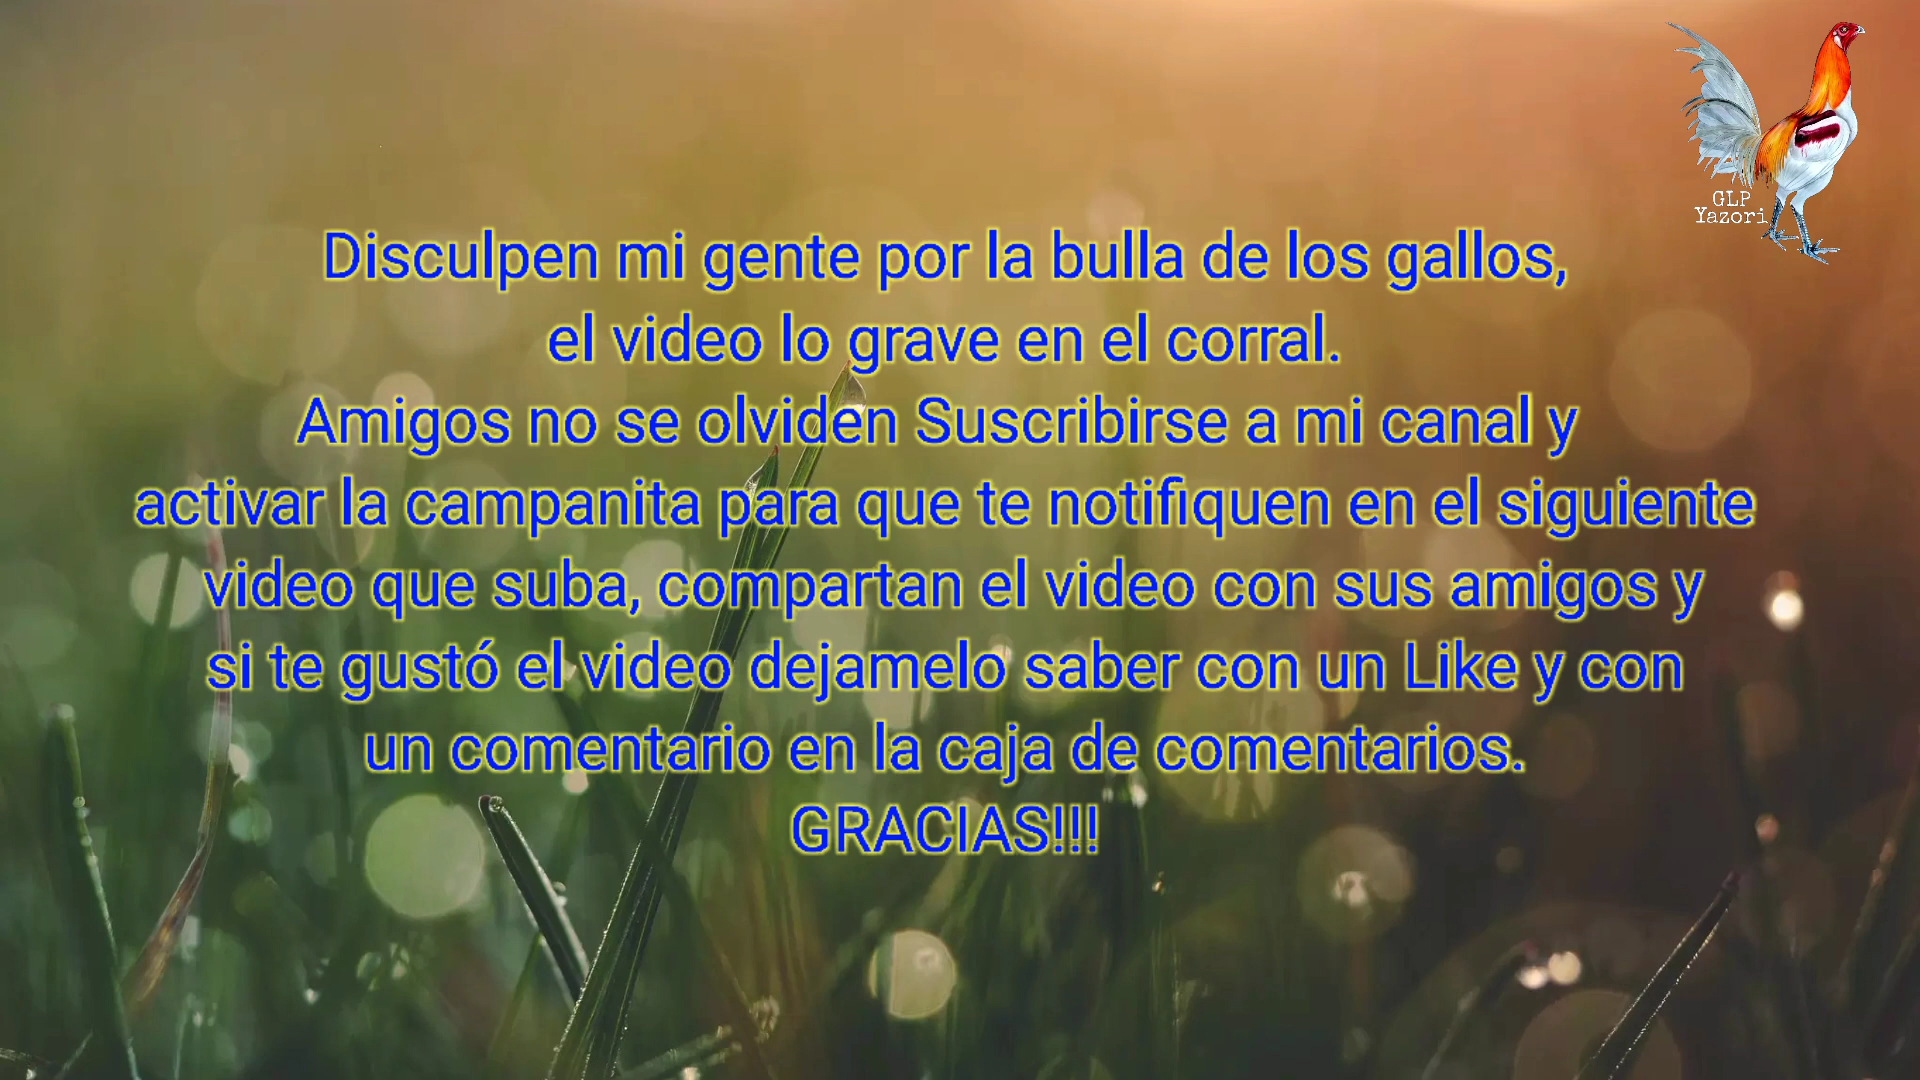 GLP
Yazori
Disculpen mi gente por la bulla de los gallos,
el video lo grave en el corral.
Amigos no se olviden Suscribirse a mi canal y
activar la campanita para que te notifiquen en el siguiente
video que suba, compartan el video con sus amigos y
si te gustó el video dejamelo saber con un Like y con
un comentario en la caja de comentarios.
GRACIAS!!!